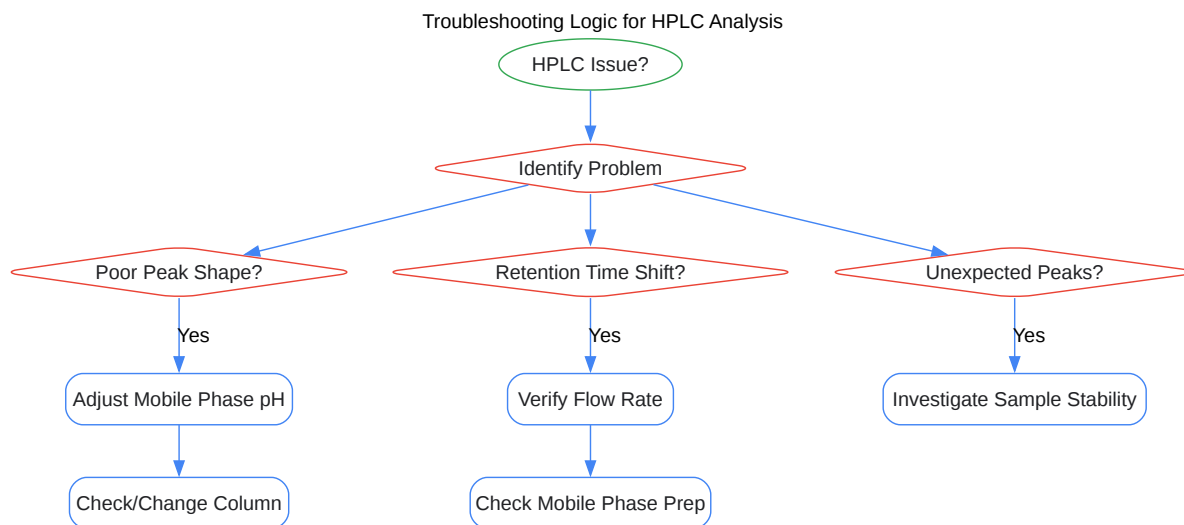 Troubleshooting Logic for HPLC Analysis
HPLC Issue?
Identify Problem
Poor Peak Shape?
Retention Time Shift?
Unexpected Peaks?
Yes
Yes
Yes
Adjust Mobile Phase pH
Verify Flow Rate
Investigate Sample Stability
Check/Change Column
Check Mobile Phase Prep